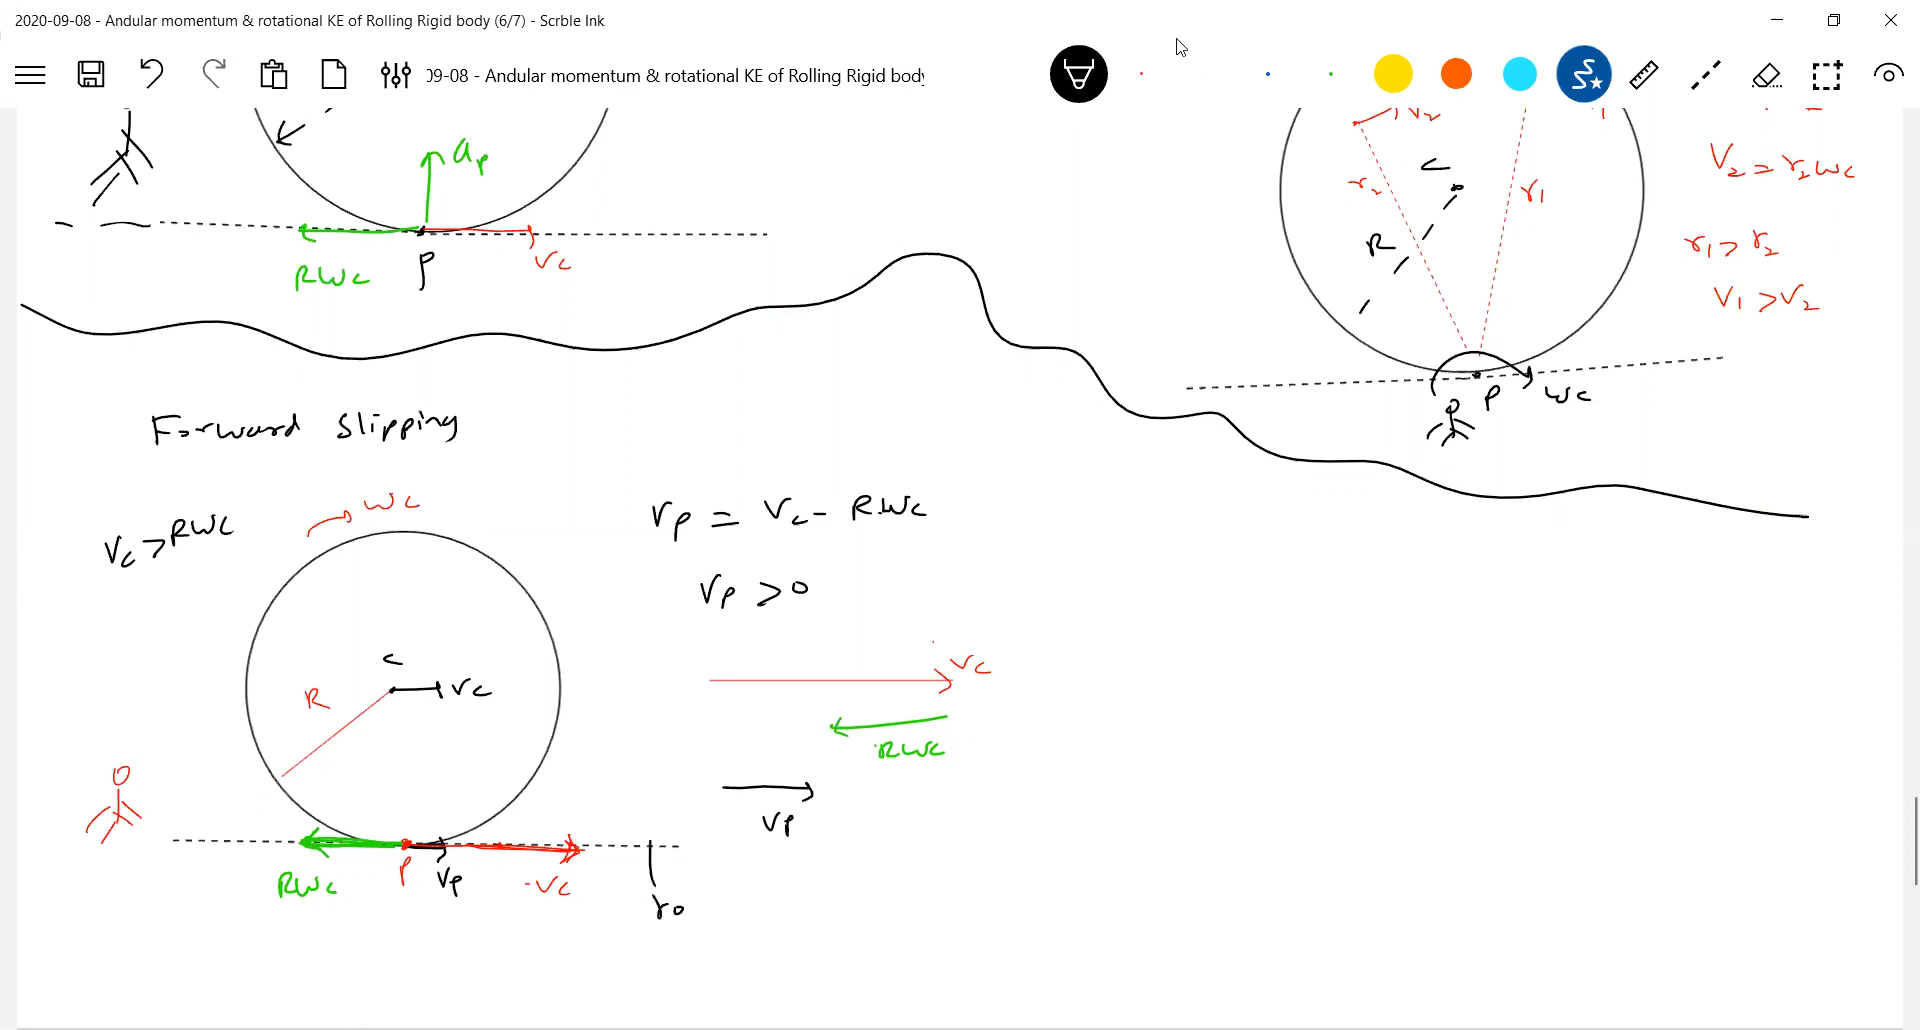 2020-09-08 - Andular momentum & rotational KE of Rolling Rigid body (6/7) - Scrble Ink
09-08 - Andular momentum & rotational KE of Rolling Rigid body
aₚ
RWc
P
Vc
V₂
C
r₂
r₁
R
P
Wc
V₂ = r₂Wc
r₁ > r₂
V₁ > V₂
Forward Slipping
Vc > RWc
Wc
Vp = Vc - RWc
Vp > 0
C
Vc
R
Vc
RWc
Vp
RWc
P
Vp
Vc